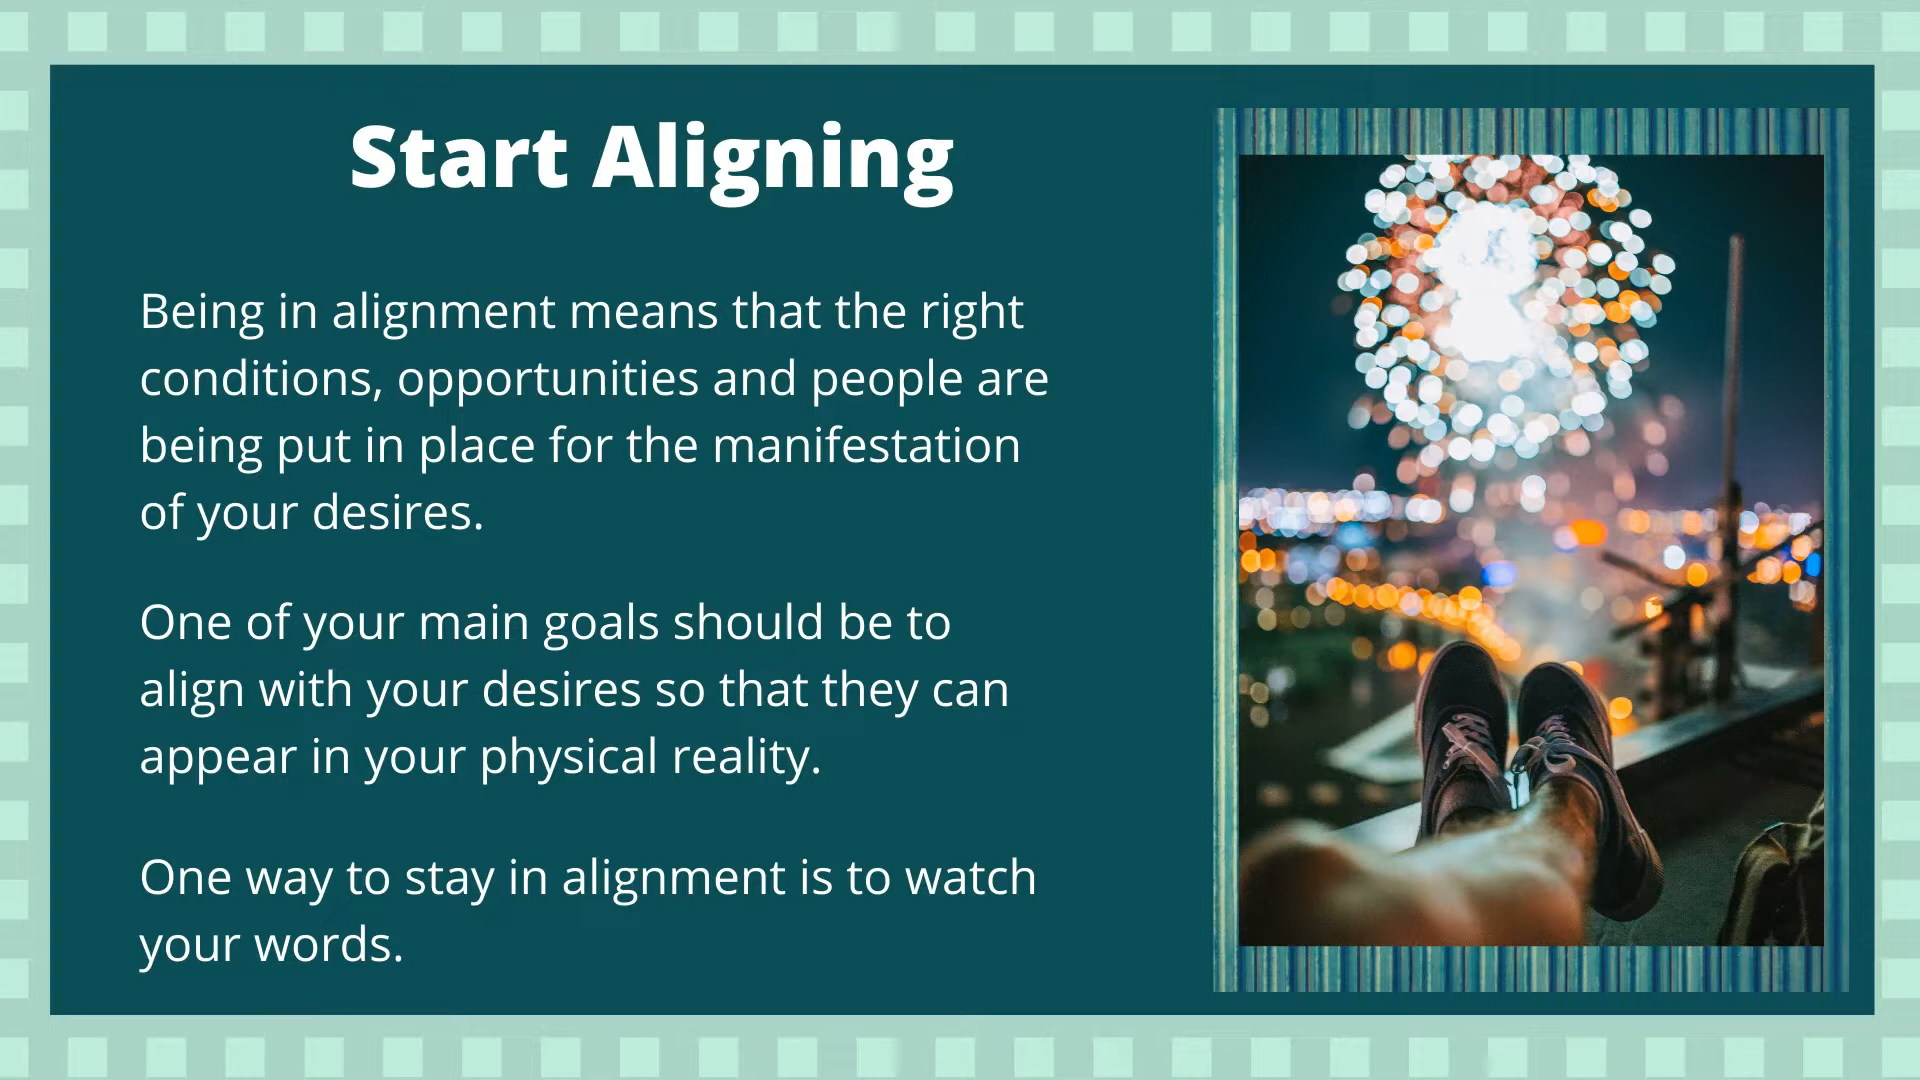 Start Aligning
Being in alignment means that the right
conditions, opportunities and people are
being put in place for the manifestation
of your desires.
One of your main goals should be to
align with your desires so that they can
appear in your physical reality.
One way to stay in alignment is to watch
your words.